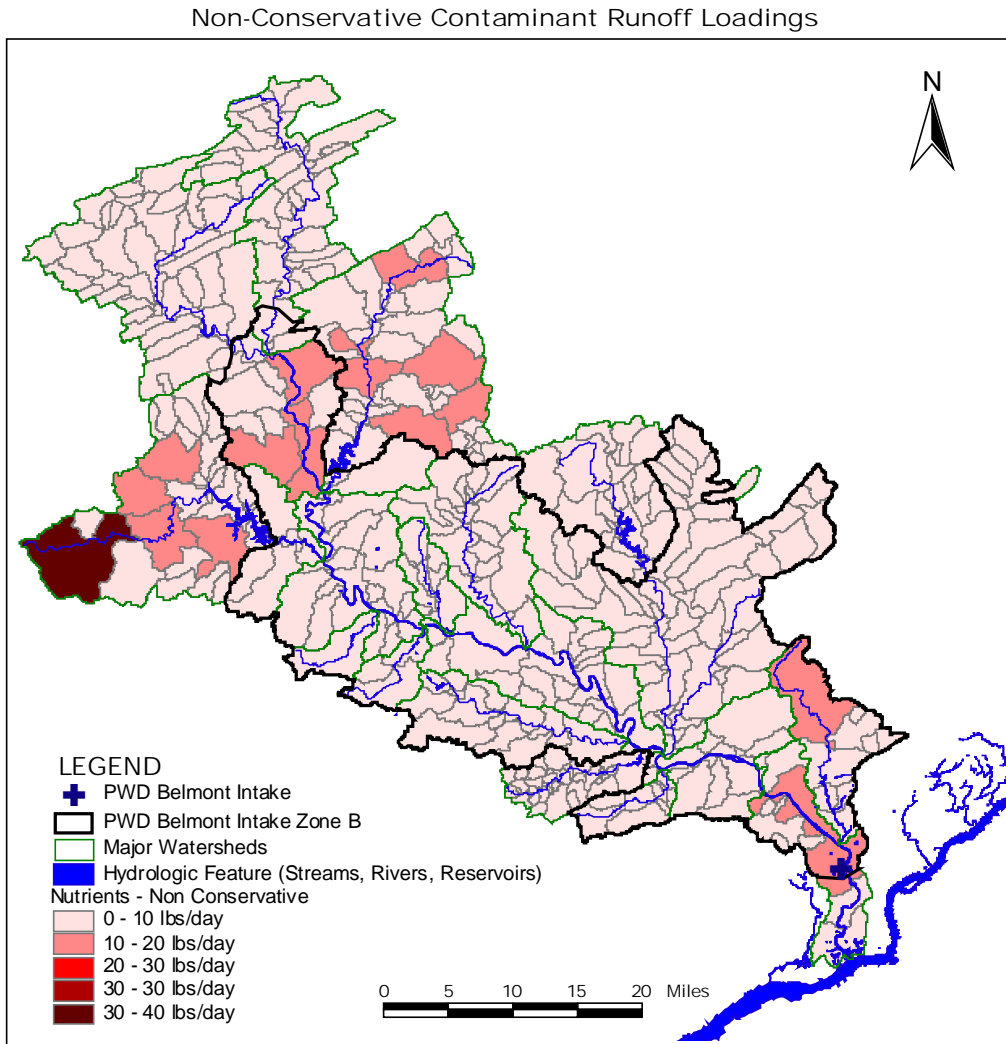 Non-Conservative Contaminant Runoff Loadings
N
LEGEND
PWD Belmont Intake
PWD Belmont Intake Zone B
Major Watersheds
Hydrologic Feature (Streams, Rivers, Reservoirs)
Nutrients - Non Conservative
0 - 10 lbs/day
10 - 20 lbs/day
20 - 30 lbs/day
30 - 30 lbs/day
30 - 40 lbs/day
0 5 10 15 20 Miles